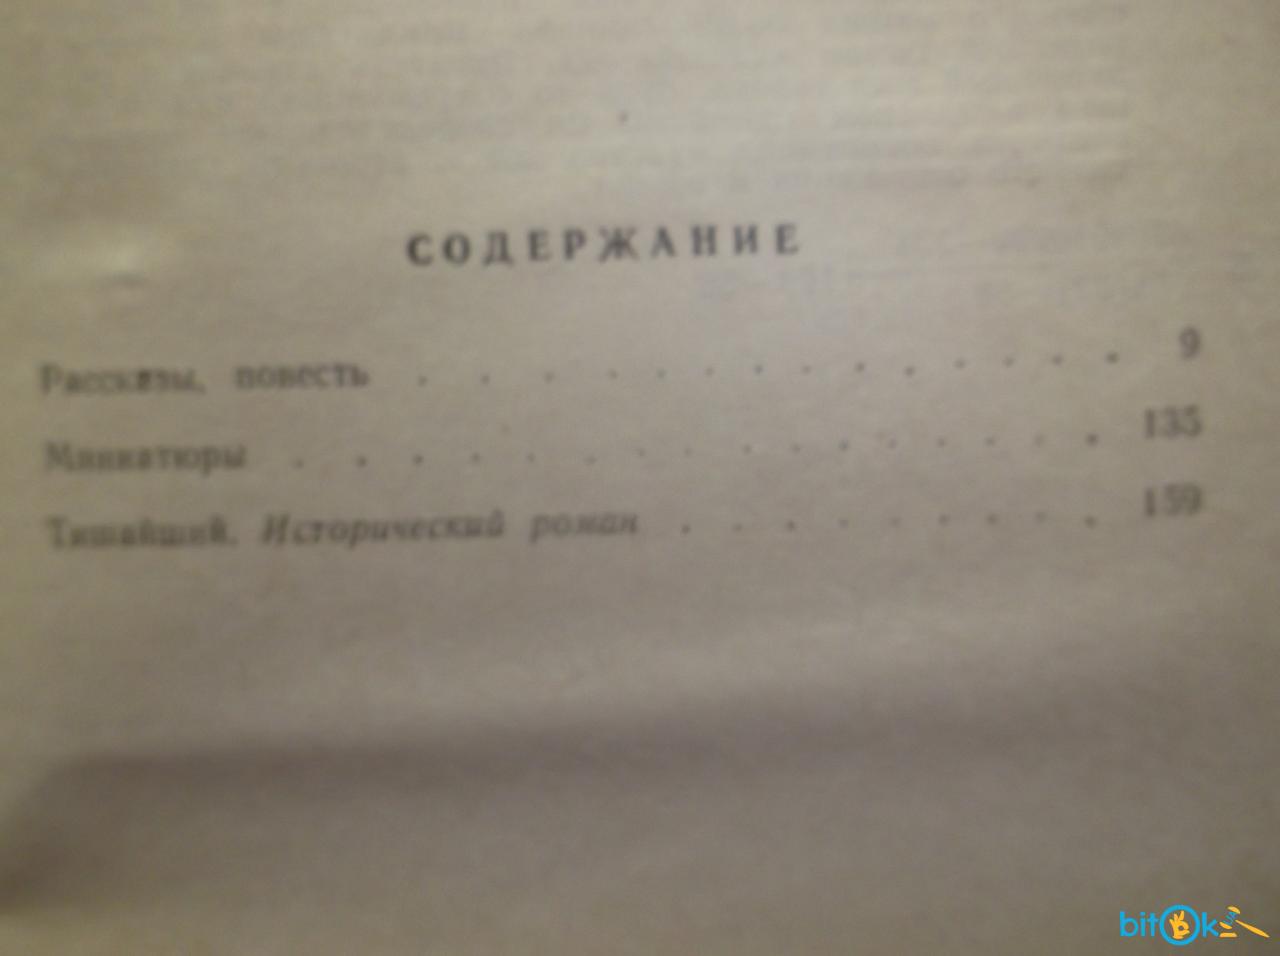 СОДЕРЖАНИЕ
Рассказы, повесть . . . . . . . . . . . . . 9
Миниатюры . . . . . . . . . . . . . . . 135
Тишайший. Исторический роман . . . . . . . . . 159
bitOk